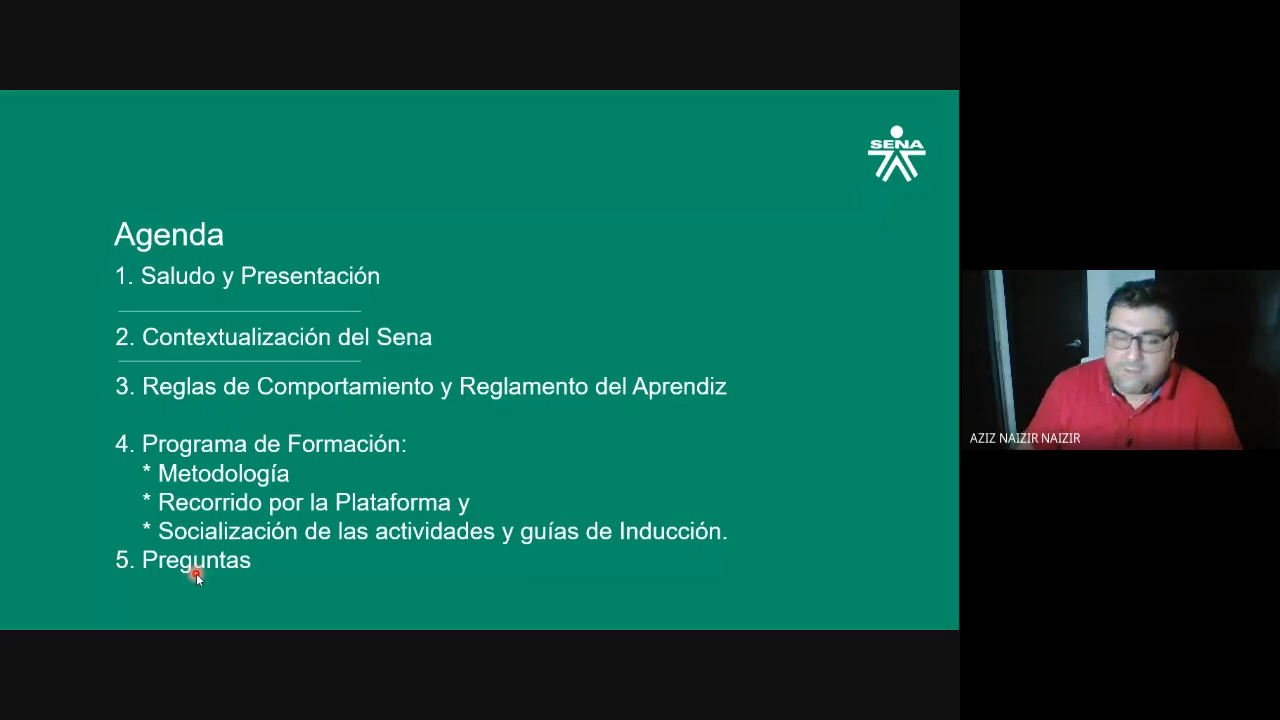 SENA
Agenda
1. Saludo y Presentación
2. Contextualización del Sena
3. Reglas de Comportamiento y Reglamento del Aprendiz
4. Programa de Formación:
* Metodología
* Recorrido por la Plataforma y
* Socialización de las actividades y guías de Inducción.
5. Preguntas
AZIZ NAIZIR NAIZIR